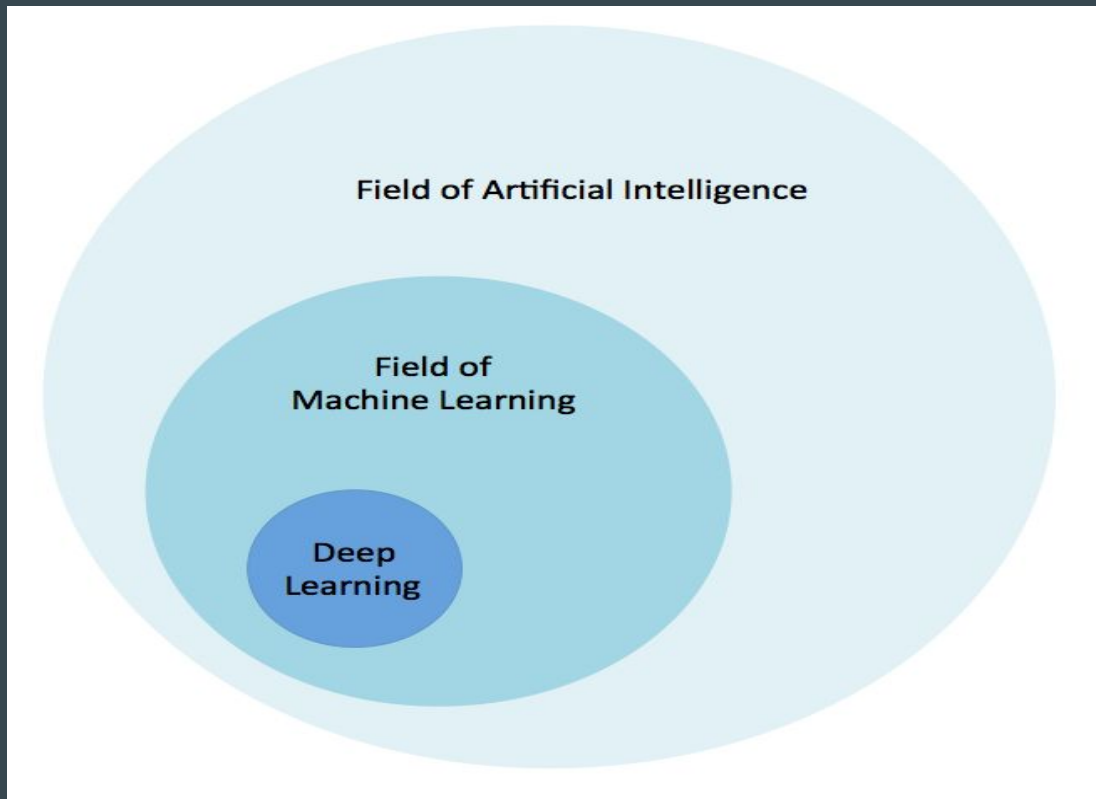 Field of Artificial Intelligence
Field of
Machine Learning
Deep
Learning